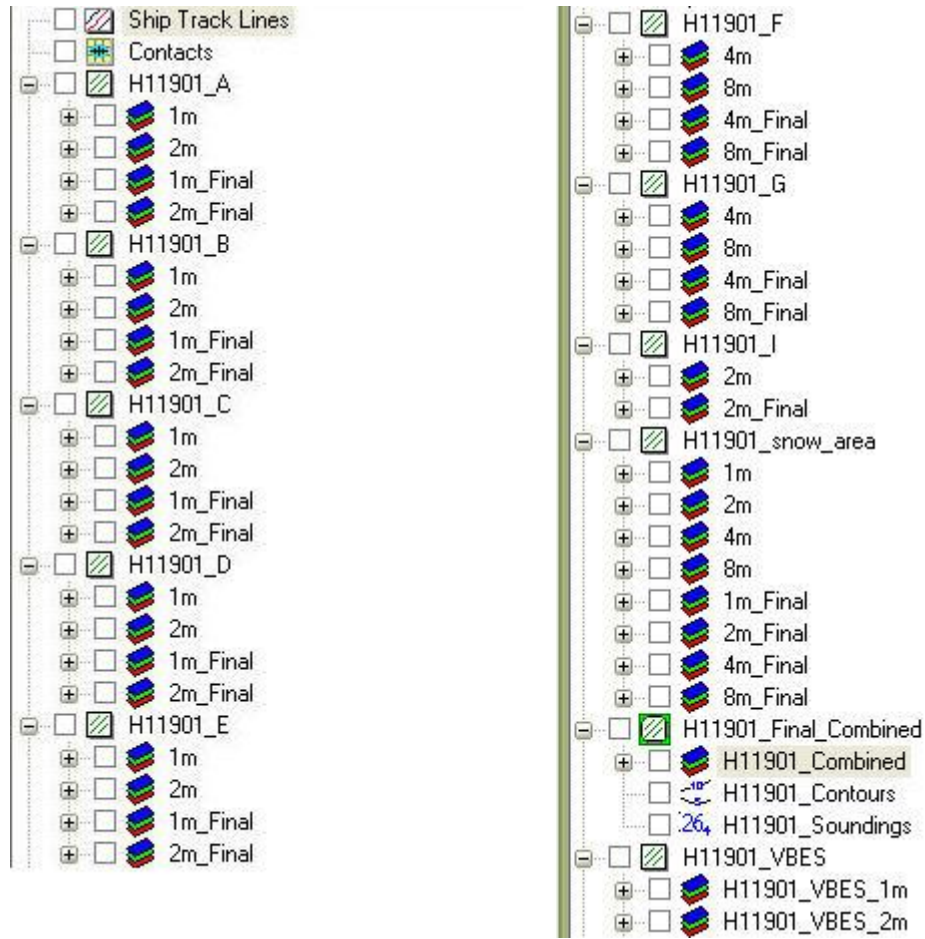 Ship Track Lines
Contacts
H11901_A
1m
2m
1m_Final
2m_Final
H11901_B
1m
2m
1m_Final
2m_Final
H11901_C
1m
2m
1m_Final
2m_Final
H11901_D
1m
2m
1m_Final
2m_Final
H11901_E
1m
2m
1m_Final
2m_Final
H11901_F
4m
8m
4m_Final
8m_Final
H11901_G
4m
8m
4m_Final
8m_Final
H11901_I
2m
2m_Final
H11901_snow_area
1m
2m
4m
8m
1m_Final
2m_Final
4m_Final
8m_Final
H11901_Final_Combined
H11901_Combined
10 5 H11901_Contours
26₄ H11901_Soundings
H11901_VBES
H11901_VBES_1m
H11901_VBES_2m